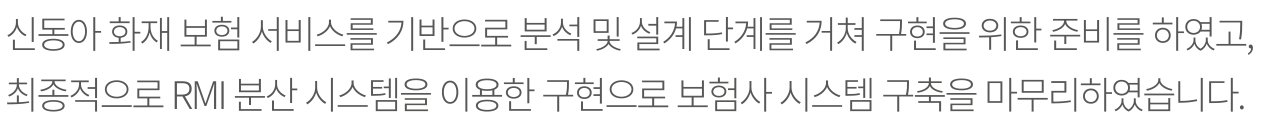 신동아 화재 보험 서비스를 기반으로 분석 및 설계 단계를 거쳐 구현을 위한 준비를 하였고,
최종적으로 RMI 분산 시스템을 이용한 구현으로 보험사 시스템 구축을 마무리하였습니다.